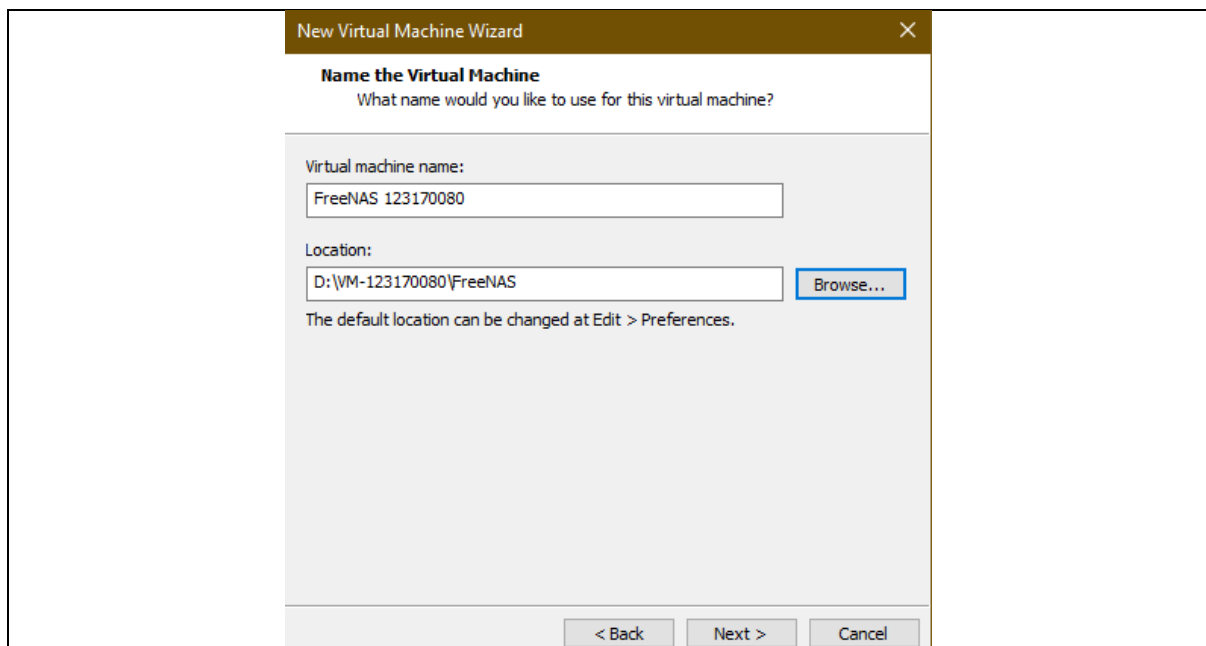 New Virtual Machine Wizard
Name the Virtual Machine
What name would you like to use for this virtual machine?
Virtual machine name:
FreeNAS 123170080
Location:
D:\VM-123170080\FreeNAS
Browse...
The default location can be changed at Edit > Preferences.
< Back Next > Cancel